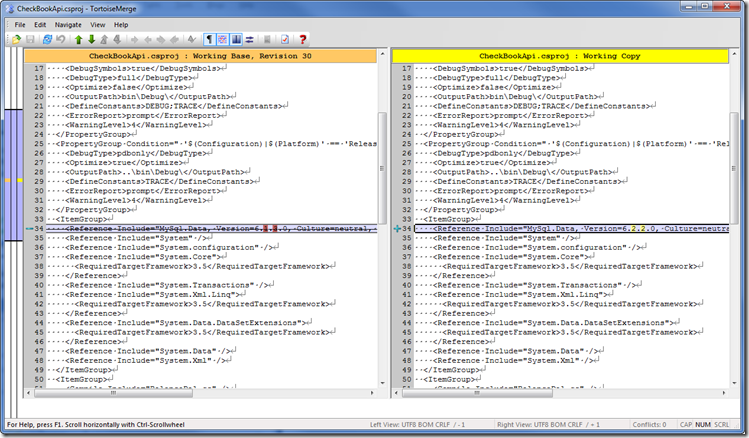 CheckBookApi.csproj - TortoiseMerge
File Edit Navigate View Help
CheckBookApi.csproj : Working Base, Revision 30
17 ····<DebugSymbols>true</DebugSymbols>
18 ····<DebugType>full</DebugType>
19 ····<Optimize>false</Optimize>
20 ····<OutputPath>bin\Debug\</OutputPath>
21 ····<DefineConstants>DEBUG;TRACE</DefineConstants>
22 ····<ErrorReport>prompt</ErrorReport>
23 ····<WarningLevel>4</WarningLevel>
24 ··</PropertyGroup>
25 ··<PropertyGroup·Condition="·'$(Configuration)|$(Platform)'·==·'Releas
26 ····<DebugType>pdbonly</DebugType>
27 ····<Optimize>true</Optimize>
28 ····<OutputPath>..\bin\Debug\</OutputPath>
29 ····<DefineConstants>TRACE</DefineConstants>
30 ····<ErrorReport>prompt</ErrorReport>
31 ····<WarningLevel>4</WarningLevel>
32 ··</PropertyGroup>
33 ··<ItemGroup>
34 ····<Reference·Include="MySql.Data,·Version=6. .0,·Culture=neutral,
35 ····<Reference·Include="System"·/>
36 ····<Reference·Include="System.configuration"·/>
37 ····<Reference·Include="System.Core">
38 ······<RequiredTargetFramework>3.5</RequiredTargetFramework>
39 ····</Reference>
40 ····<Reference·Include="System.Transactions"·/>
41 ····<Reference·Include="System.Xml.Linq">
42 ······<RequiredTargetFramework>3.5</RequiredTargetFramework>
43 ····</Reference>
44 ····<Reference·Include="System.Data.DataSetExtensions">
45 ······<RequiredTargetFramework>3.5</RequiredTargetFramework>
46 ····</Reference>
47 ····<Reference·Include="System.Data"·/>
48 ····<Reference·Include="System.Xml"·/>
49 ··</ItemGroup>
50 ··<ItemGroup>
CheckBookApi.csproj : Working Copy
17 ····<DebugSymbols>true</DebugSymbols>
18 ····<DebugType>full</DebugType>
19 ····<Optimize>false</Optimize>
20 ····<OutputPath>bin\Debug\</OutputPath>
21 ····<DefineConstants>DEBUG;TRACE</DefineConstants>
22 ····<ErrorReport>prompt</ErrorReport>
23 ····<WarningLevel>4</WarningLevel>
24 ··</PropertyGroup>
25 ··<PropertyGroup·Condition="·'$(Configuration)|$(Platform)'·==·'Relea
26 ····<DebugType>pdbonly</DebugType>
27 ····<Optimize>true</Optimize>
28 ····<OutputPath>..\bin\Debug\</OutputPath>
29 ····<DefineConstants>TRACE</DefineConstants>
30 ····<ErrorReport>prompt</ErrorReport>
31 ····<WarningLevel>4</WarningLevel>
32 ··</PropertyGroup>
33 ··<ItemGroup>
34 ····<Reference·Include="MySql.Data,·Version=6.2.2.0,·Culture=neutra
35 ····<Reference·Include="System"·/>
36 ····<Reference·Include="System.configuration"·/>
37 ····<Reference·Include="System.Core">
38 ······<RequiredTargetFramework>3.5</RequiredTargetFramework>
39 ····</Reference>
40 ····<Reference·Include="System.Transactions"·/>
41 ····<Reference·Include="System.Xml.Linq">
42 ······<RequiredTargetFramework>3.5</RequiredTargetFramework>
43 ····</Reference>
44 ····<Reference·Include="System.Data.DataSetExtensions">
45 ······<RequiredTargetFramework>3.5</RequiredTargetFramework>
46 ····</Reference>
47 ····<Reference·Include="System.Data"·/>
48 ····<Reference·Include="System.Xml"·/>
49 ··</ItemGroup>
50 ··<ItemGroup>
For Help, press F1. Scroll horizontally with Ctrl-Scrollwheel
Left View: UTF8 BOM CRLF / - 1
Right View: UTF8 BOM CRLF / + 1
Conflicts: 0
CAP NUM SCRL